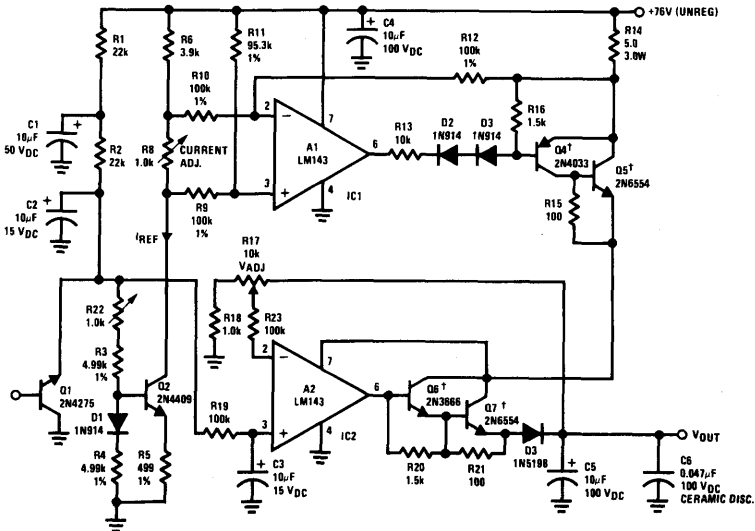 +76V (UNREG)
R1
22k
R6
3.9k
R11
95.3k
1%
C4
10μF
100 VDC
R14
5.0
3.0W
R12
100k
1%
R10
100k
1%
R16
1.5k
C1
10μF
50 VDC
R2
22k
R8
1.0k
CURRENT
ADJ.
2
7
A1
LM143
6
3
4
IC1
R13
10k
D2
1N914
D3
1N914
Q4†
2N4033
Q5†
2N6554
R9
100k
1%
R15
100
C2
10μF
15 VDC
IREF
R17
10k
VADJ
R22
1.0k
R18
1.0k
R23
100k
R3
4.99k
1%
2
7
A2
LM143
6
3
4
IC2
Q1
2N4275
Q2
2N4409
D1
1N914
R19
100k
Q6†
2N3666
Q7†
2N6554
D3
1N5198
VOUT
R4
4.99k
1%
R5
499
1%
C3
10μF
15 VDC
R20
1.5k
R21
100
C5
10μF
100 VDC
C6
0.047μF
100 VDC
CERAMIC DISC.